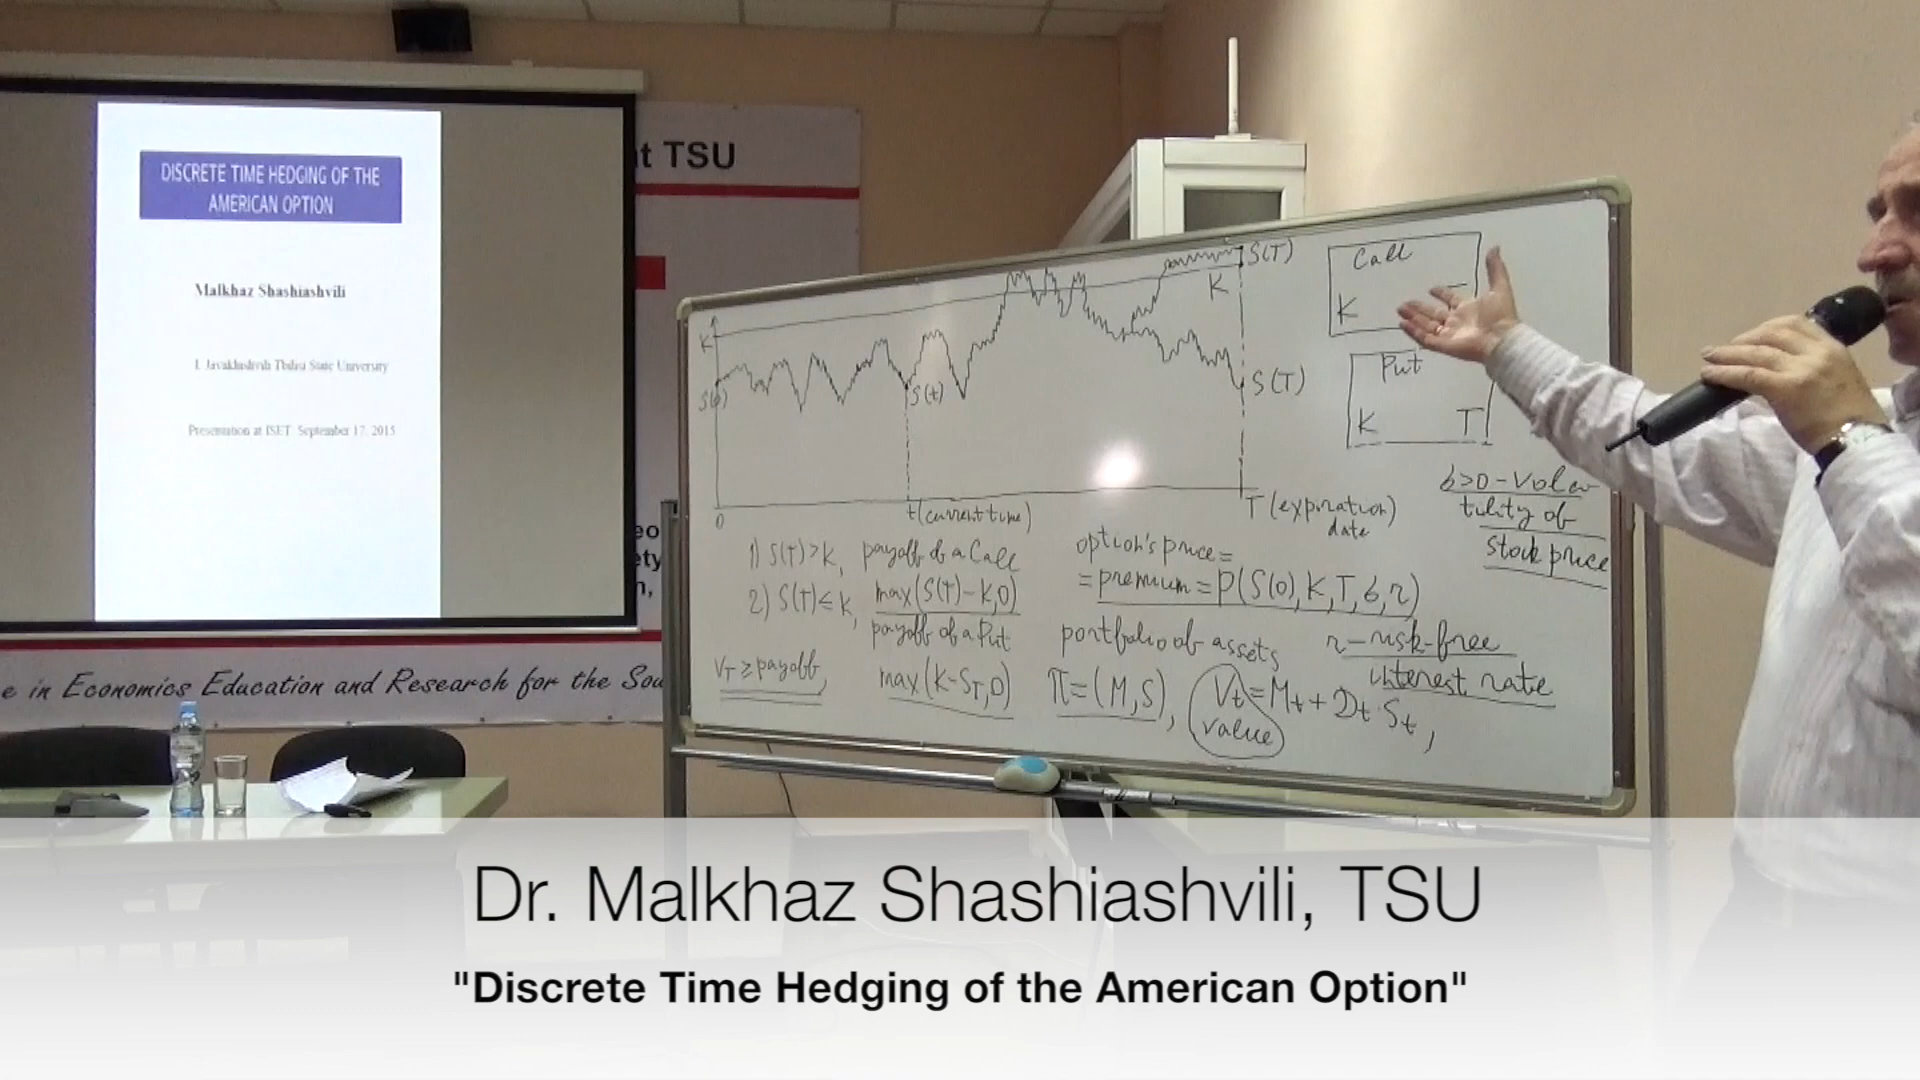 DISCRETE TIME HEDGING OF THE
AMERICAN OPTION
Malkhaz Shashiashvili
I. Javakhishvili Tbilisi State University
Presentation at ISET September 17, 2015
at TSU
e in Economics Education and Research for the Sou
S(T)
K
K
S(0)
S(t)
S(T)
0
t(current time)
T (expiration)
date
Call
K
Put
K T
б>0 - Vola
tility of
stock price
1) S(T)>K, payoff of a Call
2) S(T)≤K, max(S(T)-K,0)
payoff of a Put
max(K-S_T,0)
V_T ≥ payoff,
option's price=
= premium = P(S(0), K, T, б, r)
portfolio of assets
r - risk-free
interest rate
π=(M,S), V_t=M_t+D_t·S_t,
value
Dr. Malkhaz Shashiashvili, TSU
"Discrete Time Hedging of the American Option"